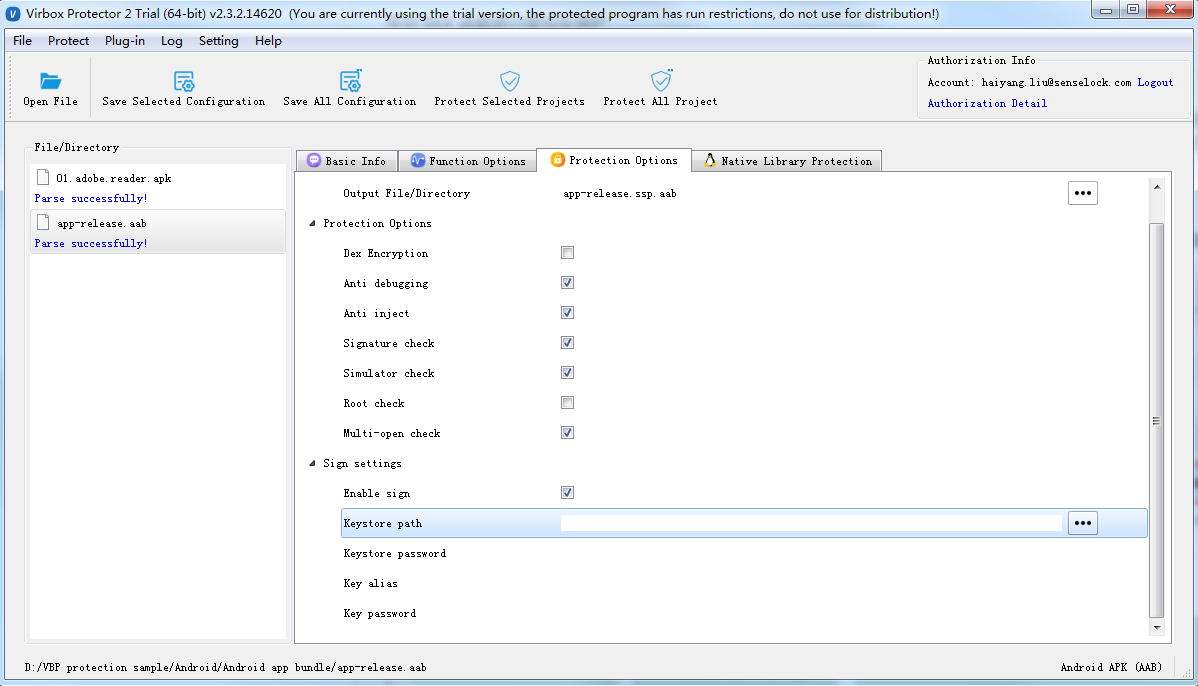 Virbox Protector 2 Trial (64-bit) v2.3.2.14620 (You are currently using the trial version, the protected program has run restrictions, do not use for distribution!)
File Protect Plug-in Log Setting Help
Open File Save Selected Configuration Save All Configuration Protect Selected Projects Protect All Project
Authorization Info
Account: haiyang.liu@senselock.com Logout
Authorization Detail
File/Directory
01.adobe.reader.apk
Parse successfully!
app-release.aab
Parse successfully!
Basic Info Function Options Protection Options Native Library Protection
Output File/Directory app-release.ssp.aab •••
Protection Options
Dex Encryption
Anti debugging
Anti inject
Signature check
Simulator check
Root check
Multi-open check
Sign settings
Enable sign
Keystore path •••
Keystore password
Key alias
Key password
D:/VBP protection sample/Android/Android app bundle/app-release.aab Android APK (AAB)